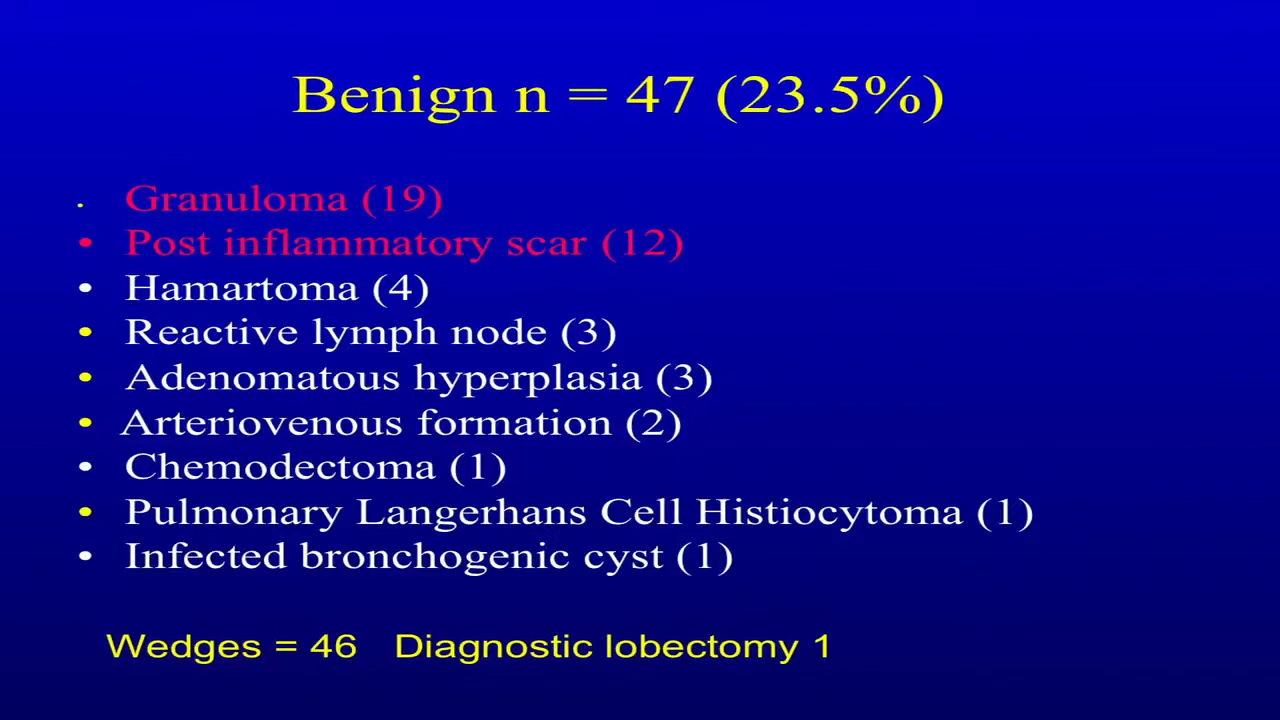 Benign n = 47 (23.5%)
• Granuloma (19)
• Post inflammatory scar (12)
• Hamartoma (4)
• Reactive lymph node (3)
• Adenomatous hyperplasia (3)
• Arteriovenous formation (2)
• Chemodectoma (1)
• Pulmonary Langerhans Cell Histiocytoma (1)
• Infected bronchogenic cyst (1)
Wedges = 46 Diagnostic lobectomy 1